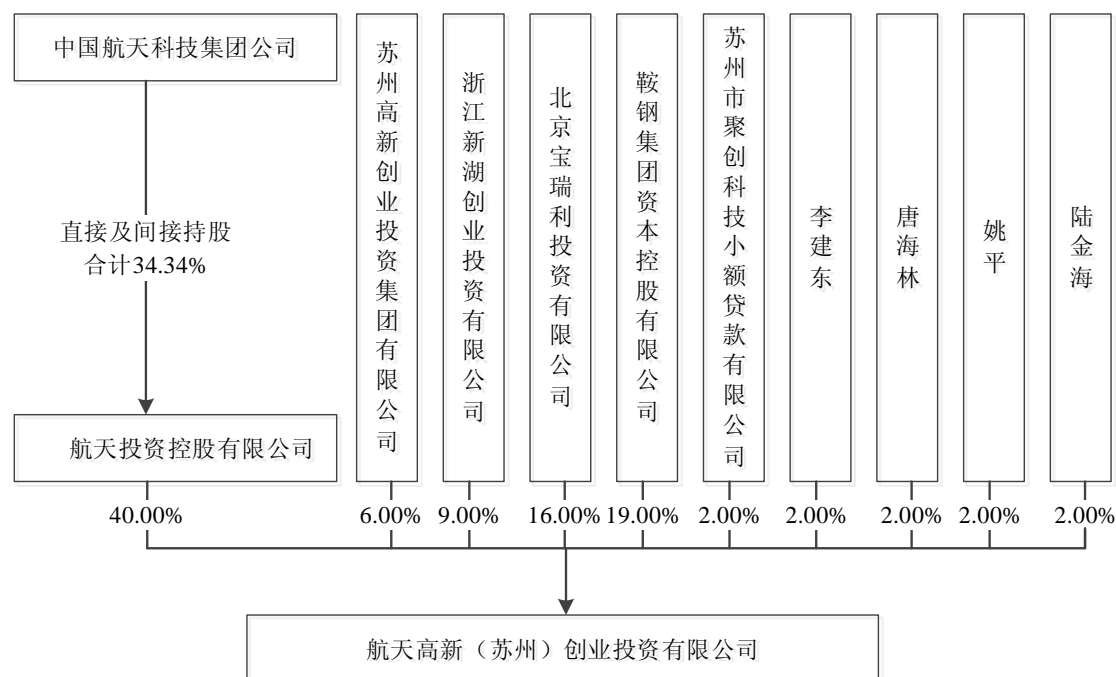 中国航天科技集团公司
直接及间接持股
合计34.34%
航天投资控股有限公司
苏州高新创业投资集团有限公司
浙江新湖创业投资有限公司
北京宝瑞利投资有限公司
鞍钢集团资本控股有限公司
苏州市聚创科技小额贷款有限公司
李建东
唐海林
姚平
陆金海
40.00%
6.00%
9.00%
16.00%
19.00%
2.00%
2.00%
2.00%
2.00%
2.00%
航天高新（苏州）创业投资有限公司